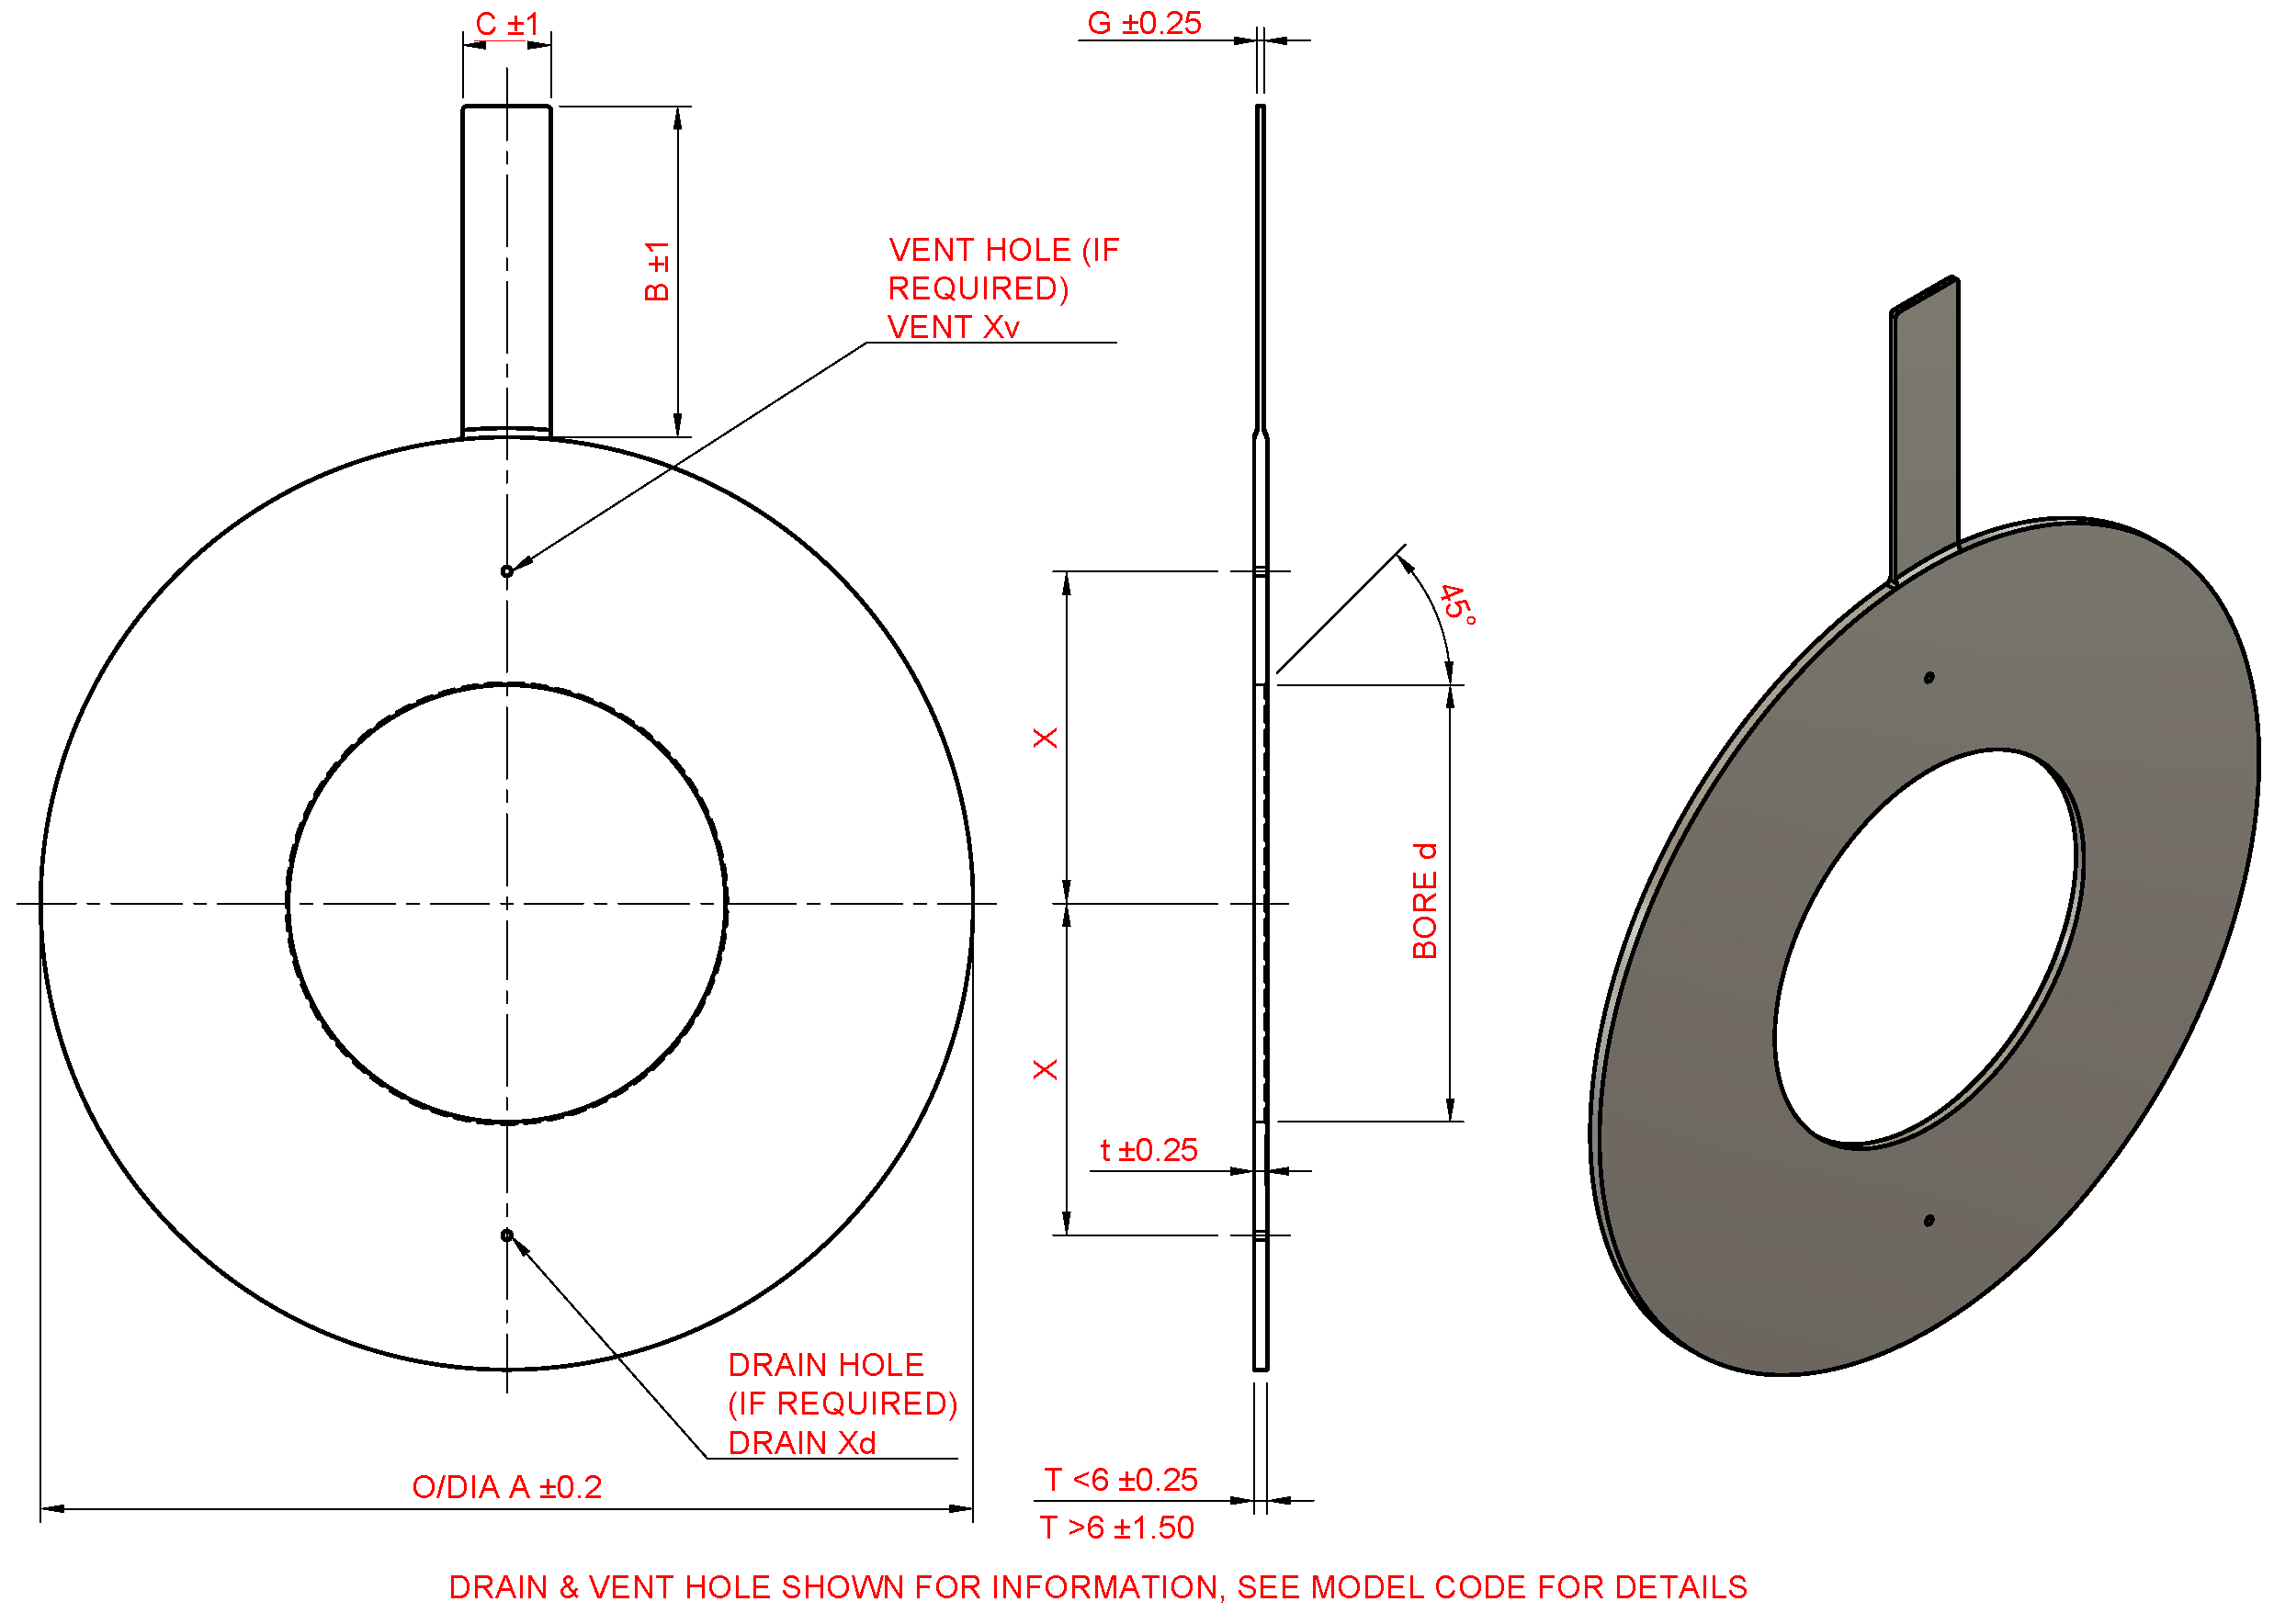 C ±1
G ±0.25
B ±1
VENT HOLE (IF
REQUIRED)
VENT Xv
45°
X
BORE d
X
t ±0.25
DRAIN HOLE
(IF REQUIRED)
DRAIN Xd
O/DIA A ±0.2
T <6 ±0.25
T >6 ±1.50
DRAIN & VENT HOLE SHOWN FOR INFORMATION, SEE MODEL CODE FOR DETAILS